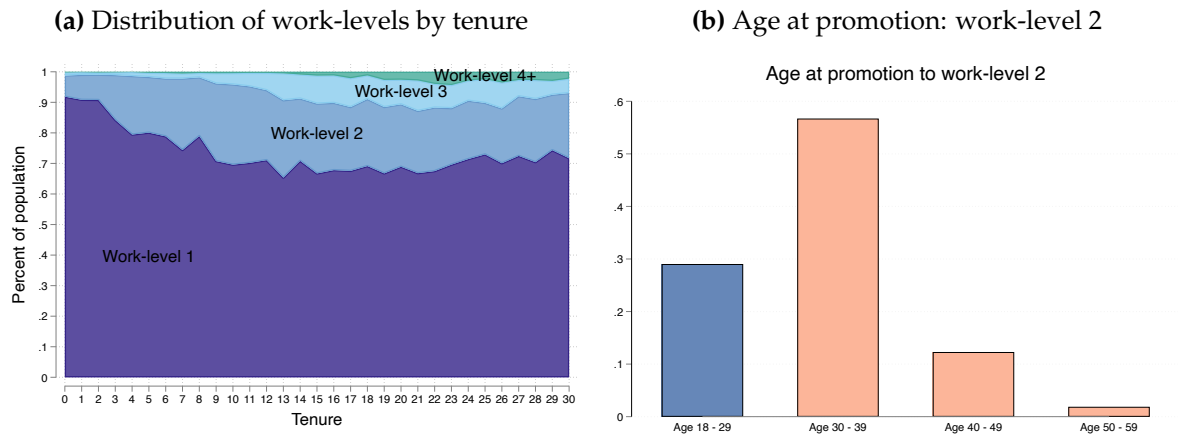 (a) Distribution of work-levels by tenure
1
.9
.8
.7
.6
.5
.4
.3
.2
.1
0
Percent of population
Work-level 4+
Work-level 3
Work-level 2
Work-level 1
0 1 2 3 4 5 6 7 8 9 10 11 12 13 14 15 16 17 18 19 20 21 22 23 24 25 26 27 28 29 30
Tenure
(b) Age at promotion: work-level 2
Age at promotion to work-level 2
.6
.5
.4
.3
.2
.1
0
Age 18 - 29 Age 30 - 39 Age 40 - 49 Age 50 - 59